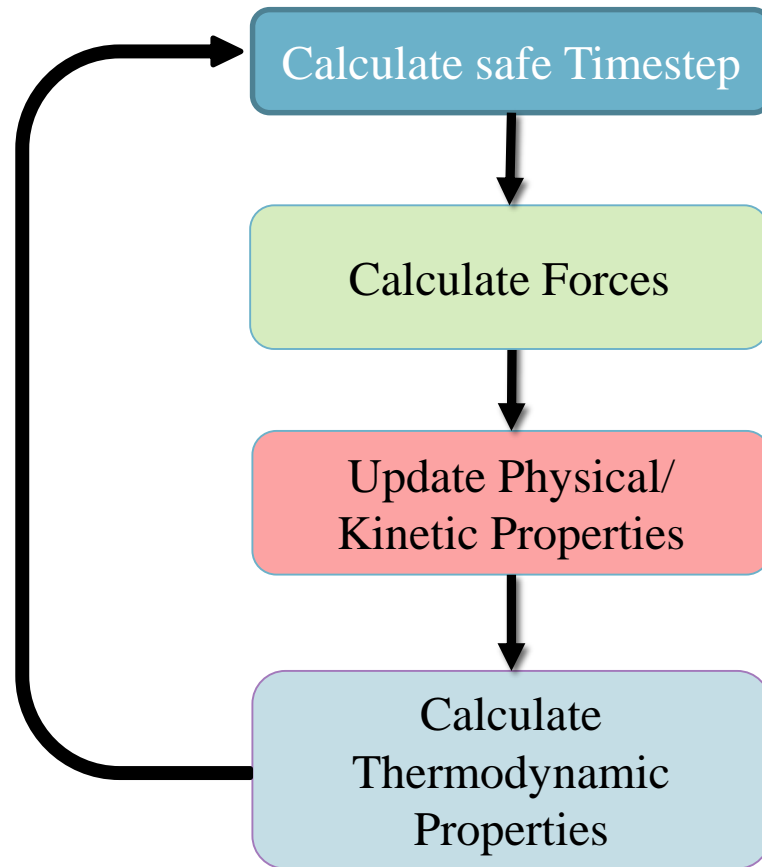 Calculate safe Timestep
Calculate Forces
Update Physical/
Kinetic Properties
Calculate
Thermodynamic
Properties